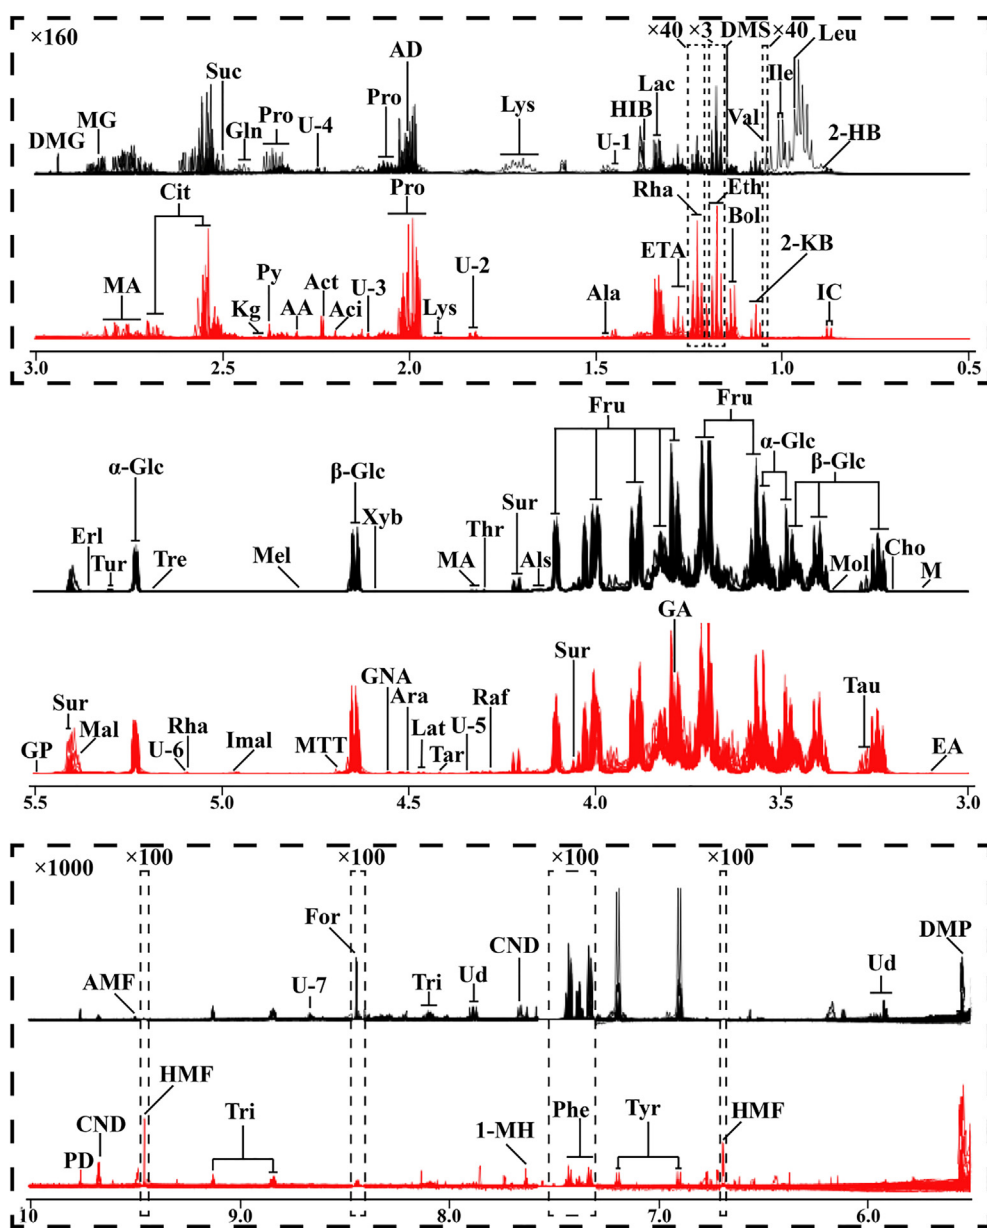 ×160
×40 ×3 DMS ×40
Leu
AD
Suc
Ile
MG
Pro
Pro
Lys
Lac
DMG
Gln
U-4
HIB
Val
2-HB
U-1
Cit
Pro
Rha
Eth
Bol
MA
Py
Act
U-3
U-2
ETA
2-KB
Kg
AA
Aci
Lys
Ala
IC
3.0 2.5 2.0 1.5 1.0 0.5
Fru
Fru
α-Glc
α-Glc
β-Glc
β-Glc
Erl
Tur
Tre
Mel
Xyb
Thr
Sur
MA
Als
Mol
Cho
M
GA
Sur
GNA
Sur
Mal
Rha
Ara
Raf
Tau
GP
U-6
Imal
MTT
Lat
U-5
Tar
EA
5.5 5.0 4.5 4.0 3.5 3.0
×1000
×100 ×100 ×100 ×100
For
CND
DMP
AMF
U-7
Tri
Ud
Ud
HMF
CND
Tri
Phe
Tyr
HMF
PD
1-MH
10 9.0 8.0 7.0 6.0